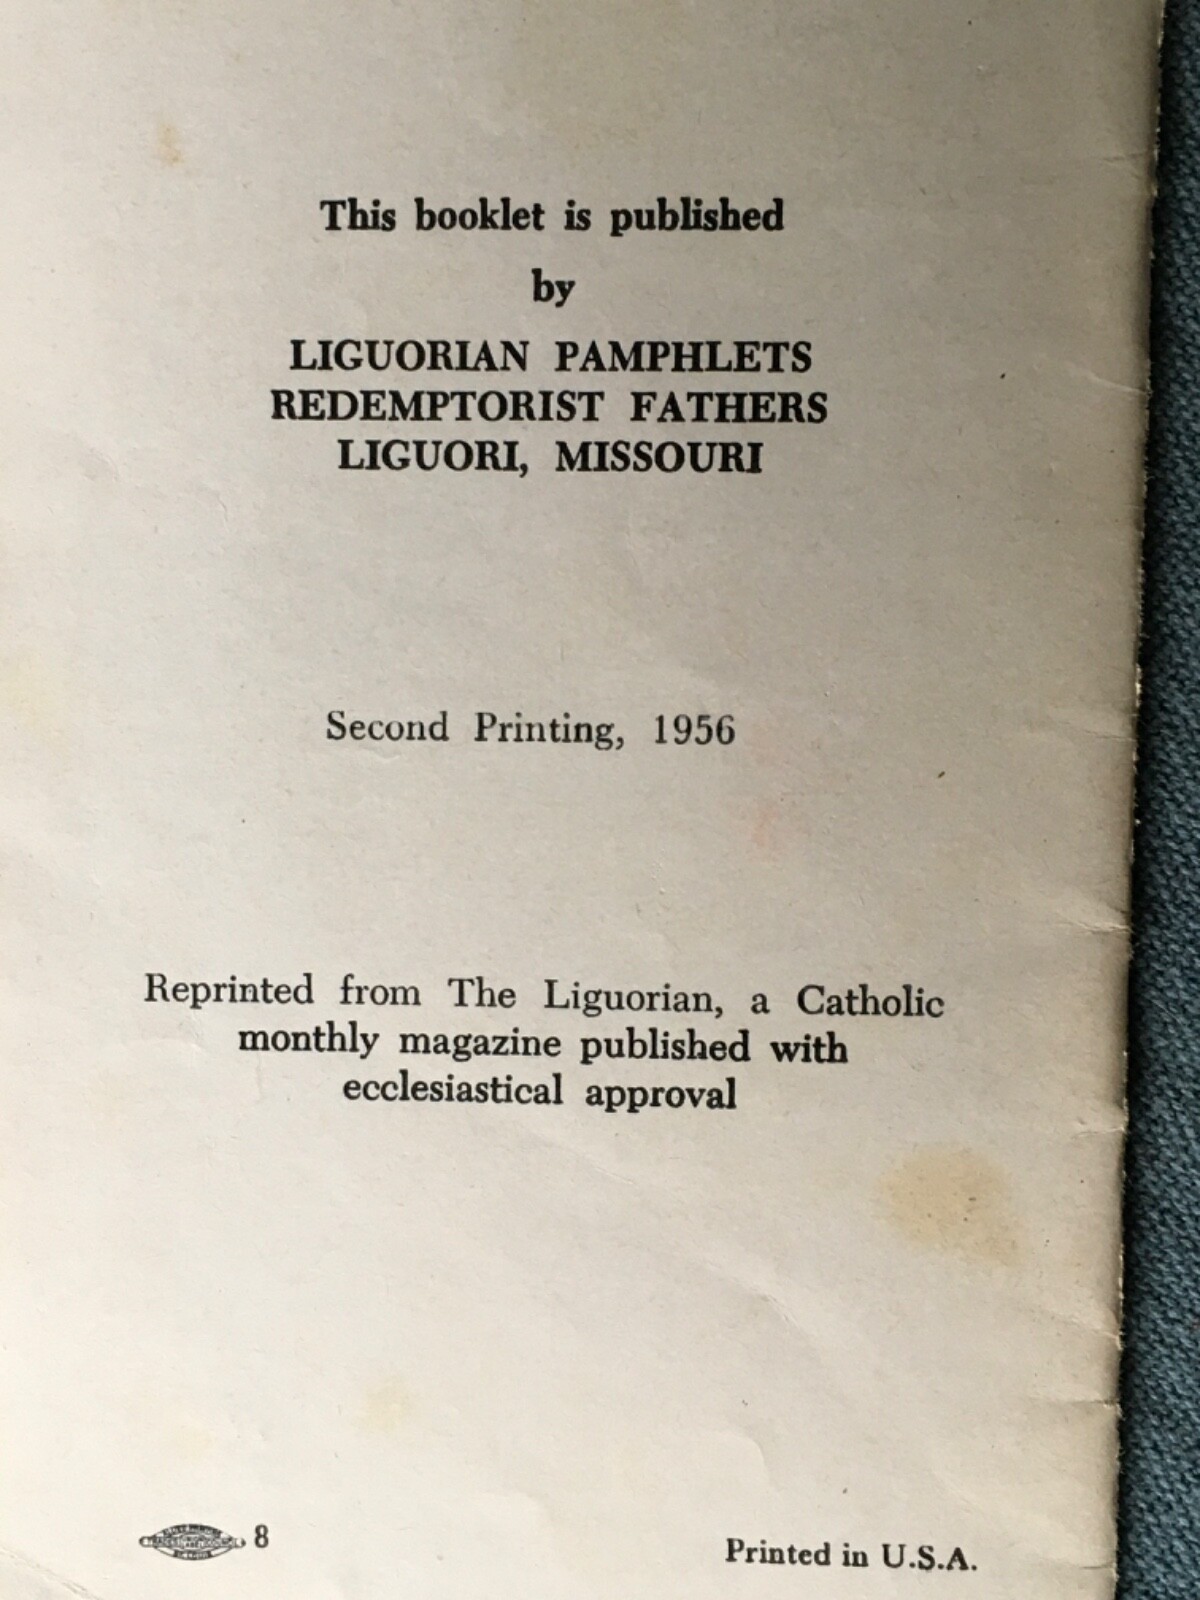 This booklet is published
by
LIGUORIAN PAMPHLETS
REDEMPTORIST FATHERS
LIGUORI, MISSOURI
Second Printing, 1956
Reprinted from The Liguorian, a Catholic
monthly magazine published with
ecclesiastical approval
8
Printed in U.S.A.